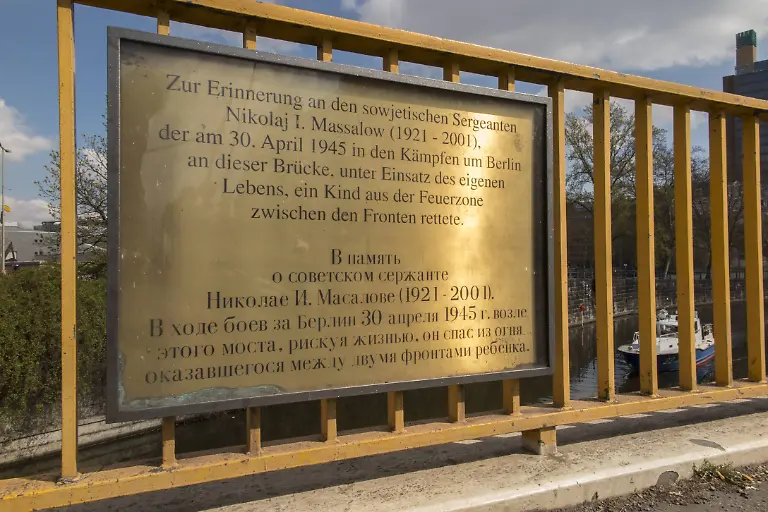 Zur Erinnerung an den sowjetischen Sergeanten
Nikolaj I. Massalow (1921 - 2001),
der am 30. April 1945 in den Kämpfen um Berlin
an dieser Brücke, unter Einsatz des eigenen
Lebens, ein Kind aus der Feuerzone
zwischen den Fronten rettete.
В память
о советском сержанте
Николае И. Масалове (1921 - 2001).
В ходе боев за Берлин 30 апреля 1945 г. возле
этого моста, рискуя жизнью, он спас из огня
оказавшегося между двумя фронтами ребенка.